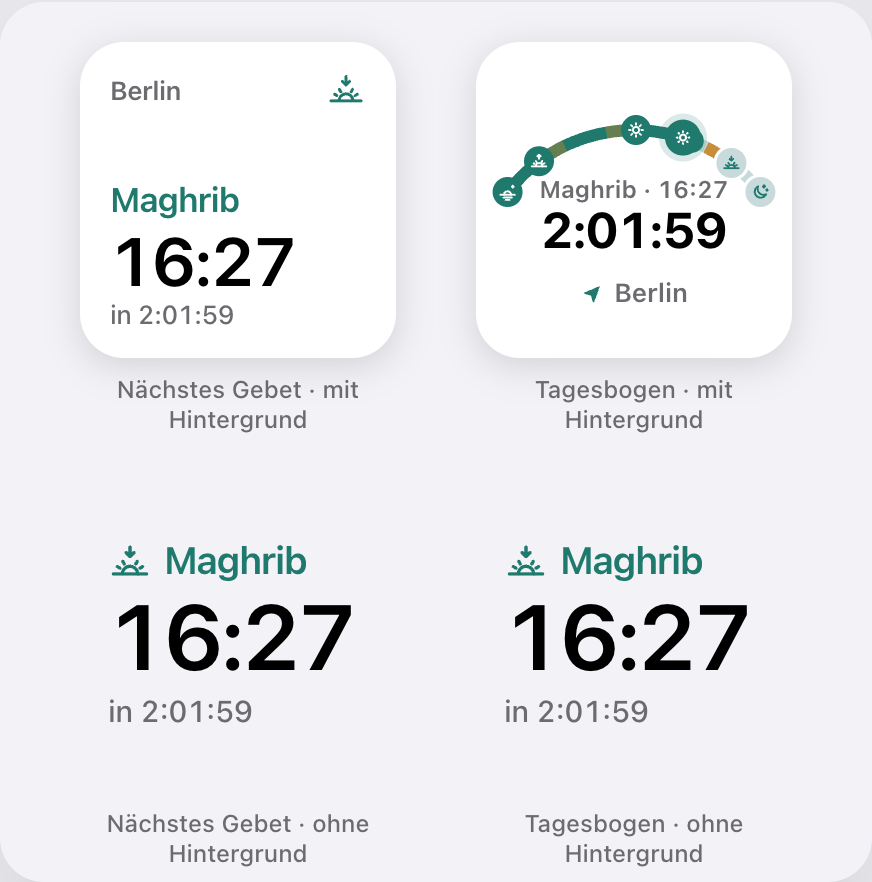 Berlin
Maghrib
16:27
in 2:01:59
Nächstes Gebet · mit
Hintergrund
Maghrib · 16:27
2:01:59
Berlin
Tagesbogen · mit
Hintergrund
Maghrib
16:27
in 2:01:59
Nächstes Gebet · ohne
Hintergrund
Maghrib
16:27
in 2:01:59
Tagesbogen · ohne
Hintergrund